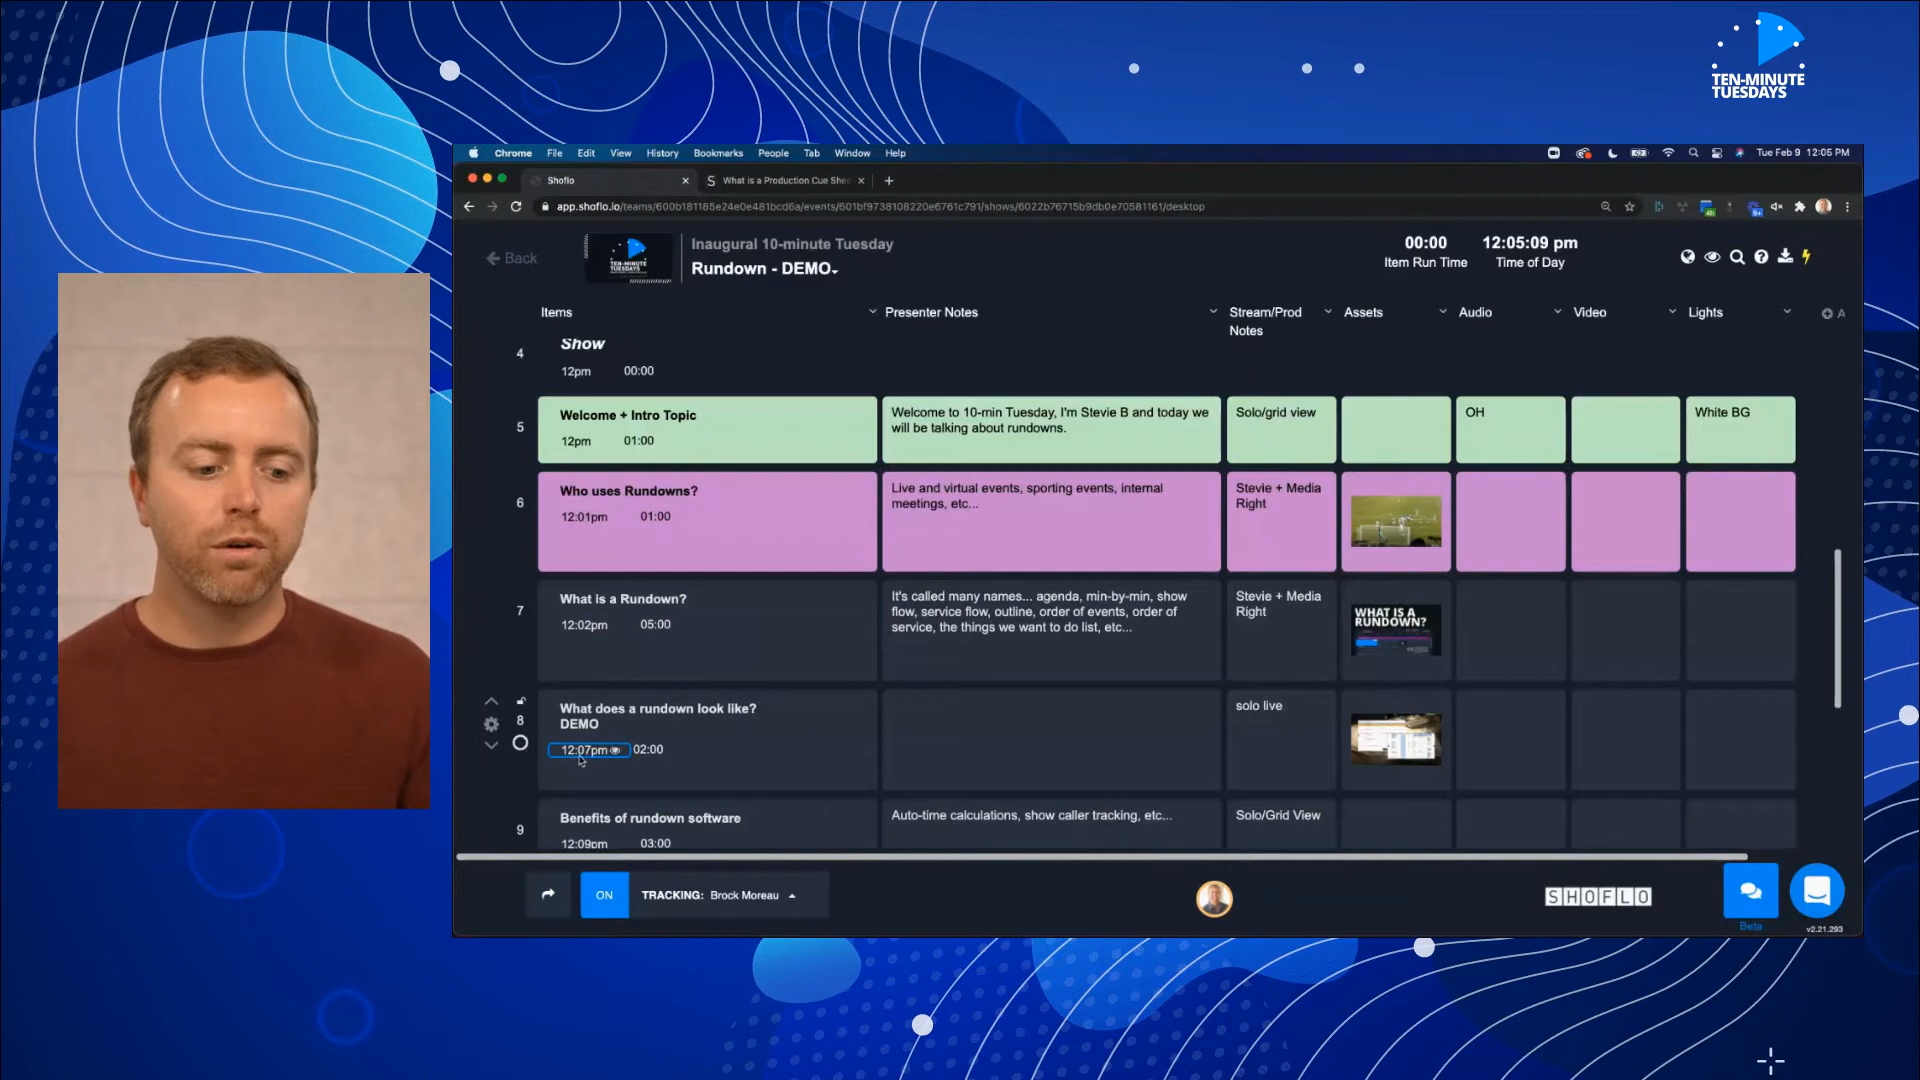 TEN-MINUTE
TUESDAYS
Chrome File Edit View History Bookmarks People Tab Window Help
Tue Feb 9 12:05 PM
Shoflo
What is a Production Cue Shee
app.shoflo.io/teams/600b181185e24e0e481bcd6a/events/601bf9738108220e6761c791/shows/6022b76715b9db0e70581161/desktop
Back
TEN-MINUTE
TUESDAYS
Inaugural 10-minute Tuesday
Rundown - DEMO
00:00
Item Run Time
12:05:09 pm
Time of Day
Items
Presenter Notes
Stream/Prod
Notes
Assets
Audio
Video
Lights
A
4
Show
12pm 00:00
5
Welcome + Intro Topic
12pm 01:00
Welcome to 10-min Tuesday, I'm Stevie B and today we
will be talking about rundowns.
Solo/grid view
OH
White BG
6
Who uses Rundowns?
12:01pm 01:00
Live and virtual events, sporting events, internal
meetings, etc...
Stevie + Media
Right
7
What is a Rundown?
12:02pm 05:00
It's called many names... agenda, min-by-min, show
flow, service flow, outline, order of events, order of
service, the things we want to do list, etc...
Stevie + Media
Right
WHAT IS A
RUNDOWN?
8
What does a rundown look like?
DEMO
12:07pm 02:00
solo live
9
Benefits of rundown software
12:09pm 03:00
Auto-time calculations, show caller tracking, etc...
Solo/Grid View
ON
TRACKING: Brock Moreau
SHOFLO
Beta
v2.21.293